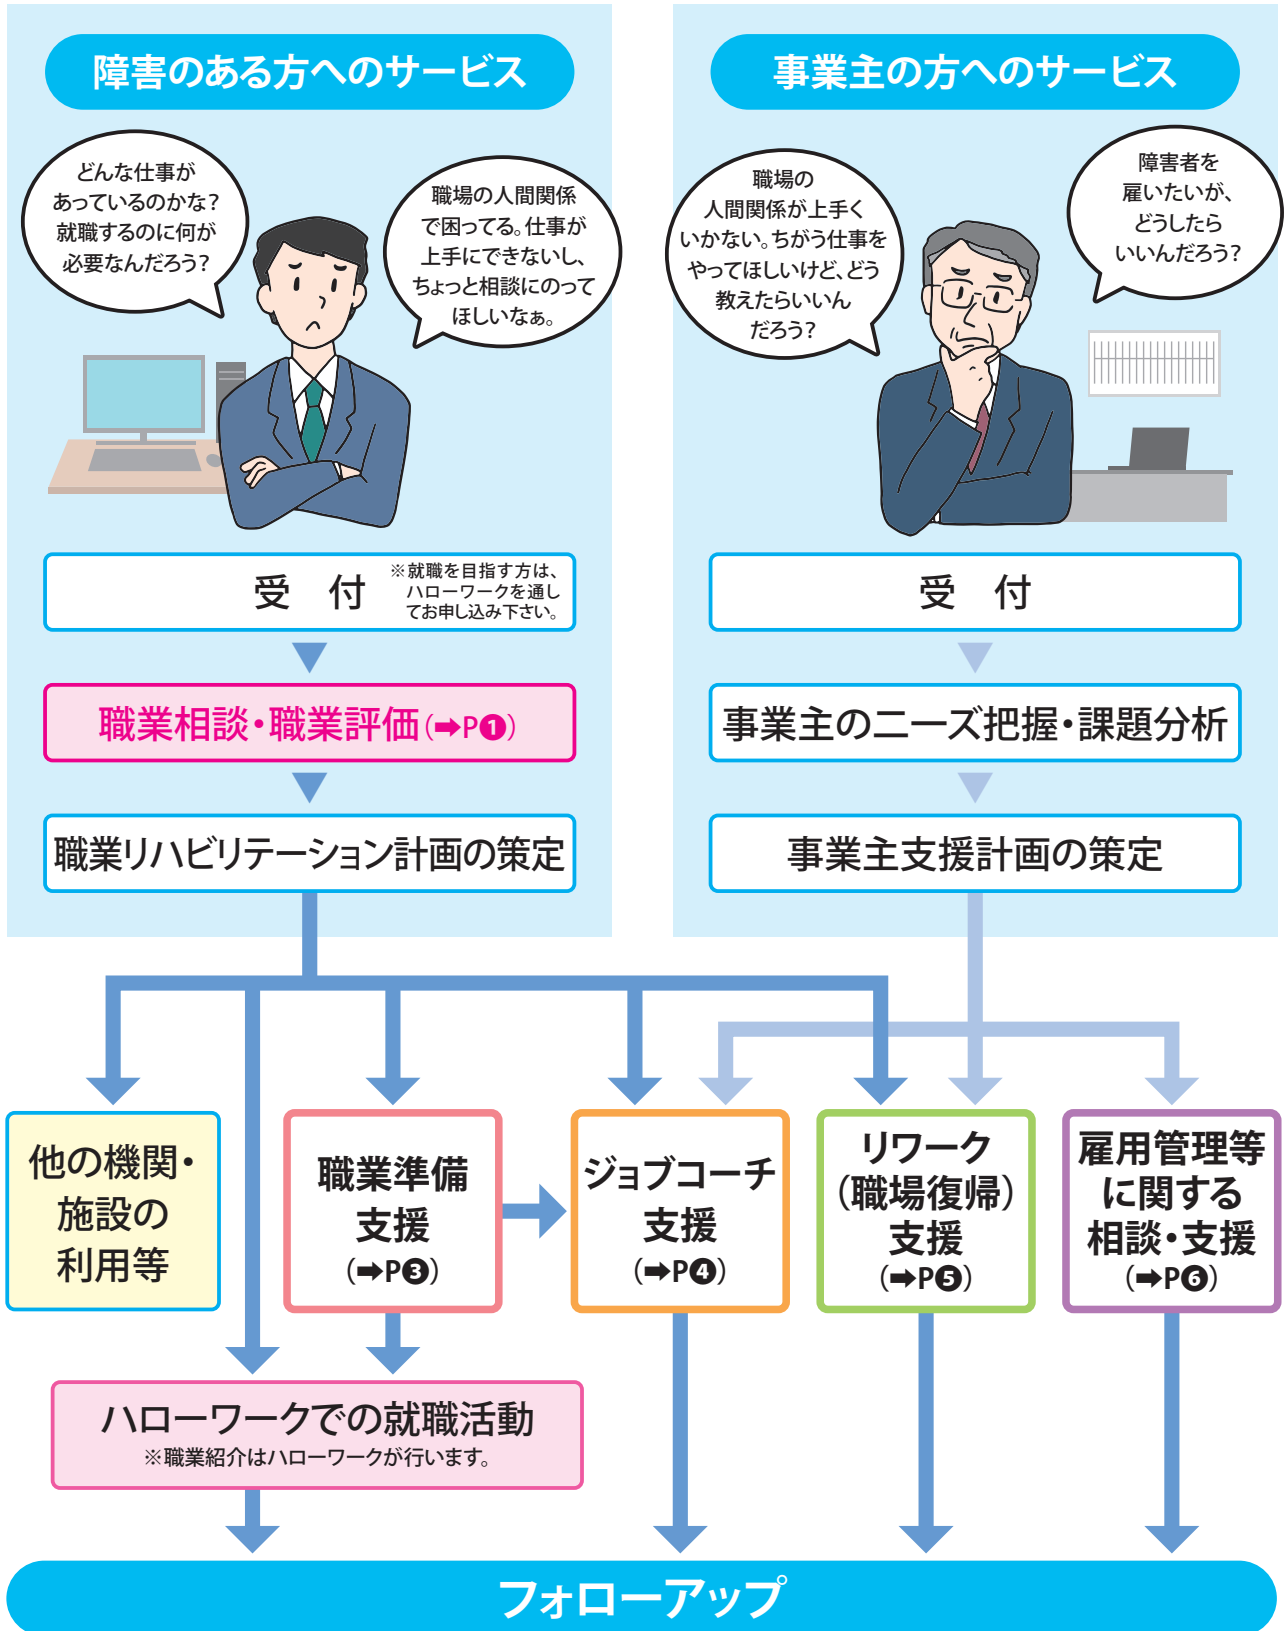 障害のある方へのサービス
どんな仕事が
あっているのかな?
就職するのに何が
必要なんだろう?
職場の人間関係
で困ってる。仕事が
上手にできないし、
ちょっと相談にのって
ほしいなぁ。
受 付
※就職を目指す方は、
ハローワークを通し
てお申し込み下さい。
職業相談・職業評価(➡P❶)
職業リハビリテーション計画の策定
事業主の方へのサービス
職場の
人間関係が上手く
いかない。ちがう仕事を
やってほしいけど、どう
教えたらいいん
だろう?
障害者を
雇いたいが、
どうしたら
いいんだろう?
受 付
事業主のニーズ把握・課題分析
事業主支援計画の策定
他の機関・
施設の
利用等
職業準備
支援
(➡P❸)
ジョブコーチ
支援
(➡P❹)
リワーク
(職場復帰)
支援
(➡P❺)
雇用管理等
に関する
相談・支援
(➡P❻)
ハローワークでの就職活動
※職業紹介はハローワークが行います。
フォローアップ